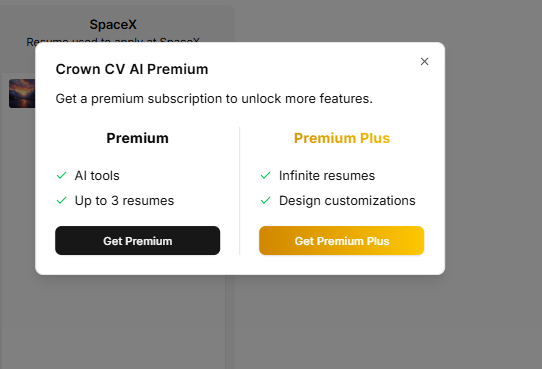 SpaceX
Resume used to apply at SpaceX
Crown CV AI Premium
Get a premium subscription to unlock more features.
Premium
AI tools
Up to 3 resumes
Get Premium
Premium Plus
Infinite resumes
Design customizations
Get Premium Plus